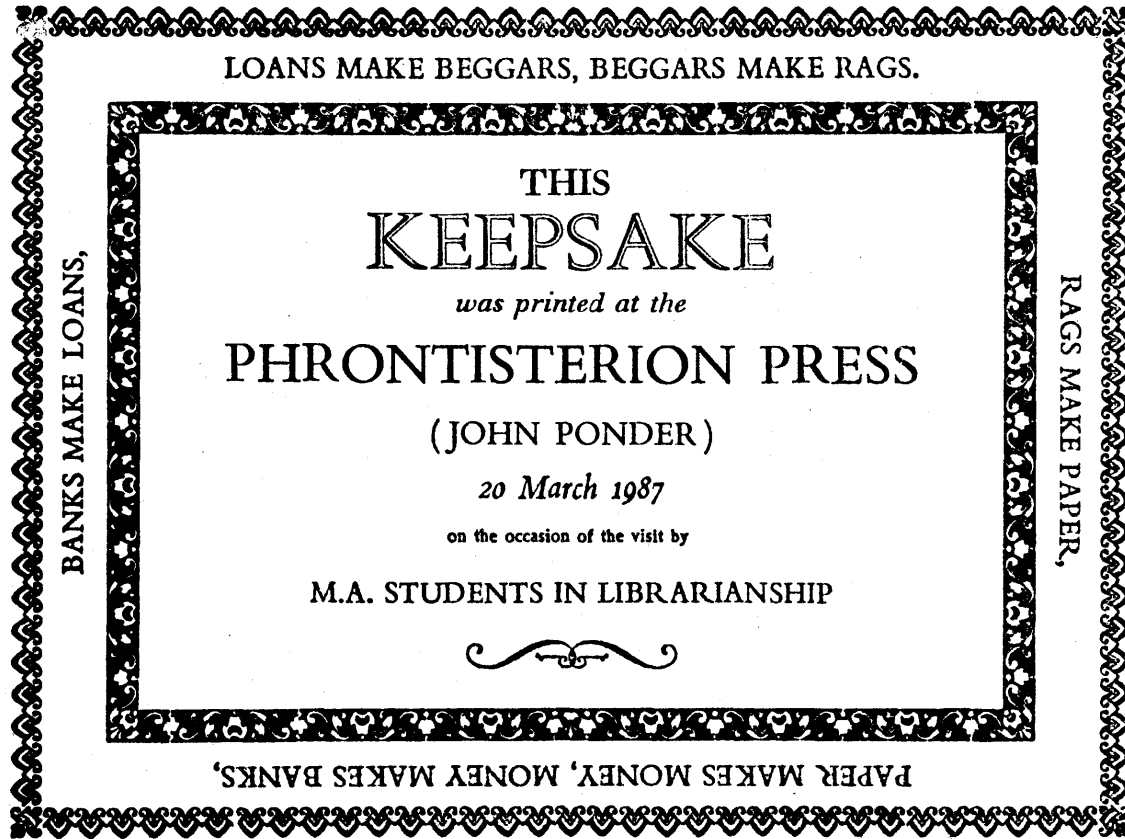 LOANS MAKE BEGGARS, BEGGARS MAKE RAGS.
RAGS MAKE PAPER,
PAPER MAKES MONEY, MONEY MAKES BANKS,
BANKS MAKE LOANS,
THIS
KEEPSAKE
was printed at the
PHRONTISTERION PRESS
(JOHN PONDER)
20 March 1987
on the occasion of the visit by
M.A. STUDENTS IN LIBRARIANSHIP